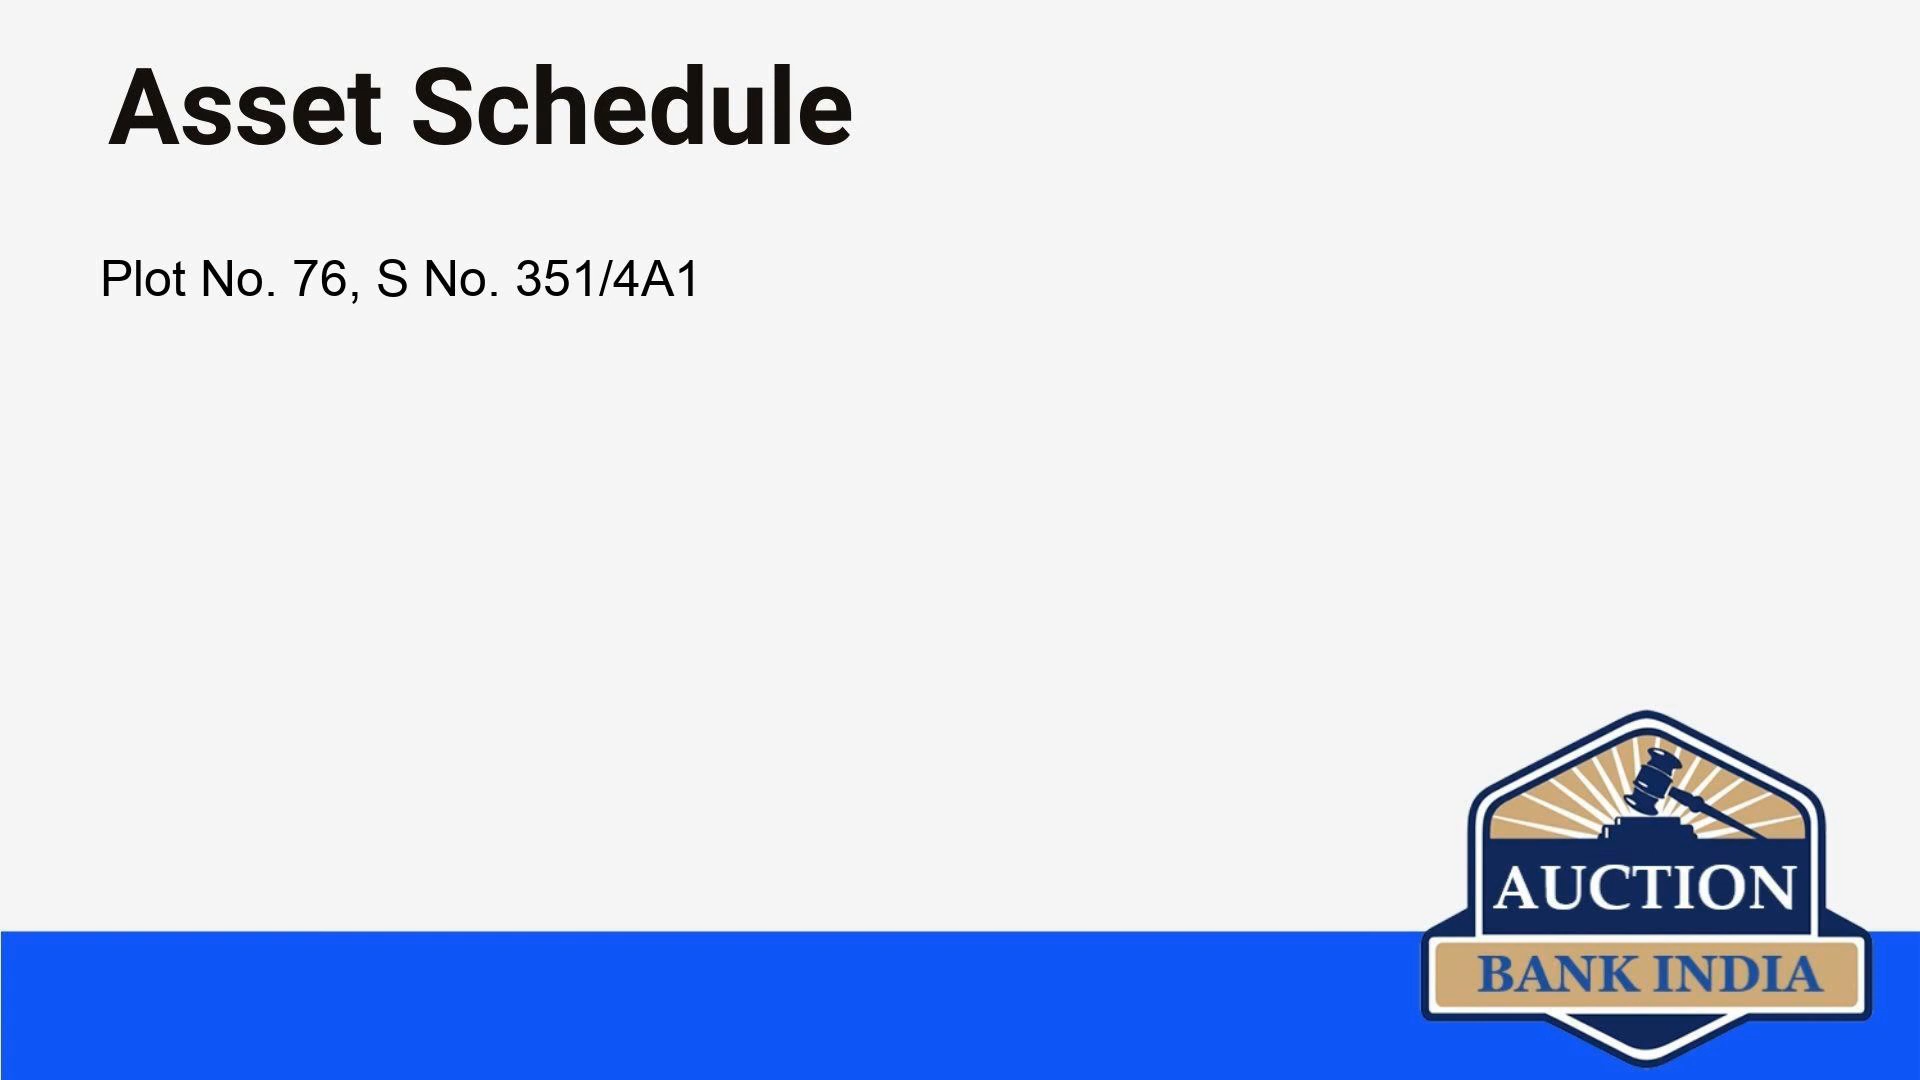 Asset Schedule
Plot No. 76, S No. 351/4A1
AUCTION
BANK INDIA